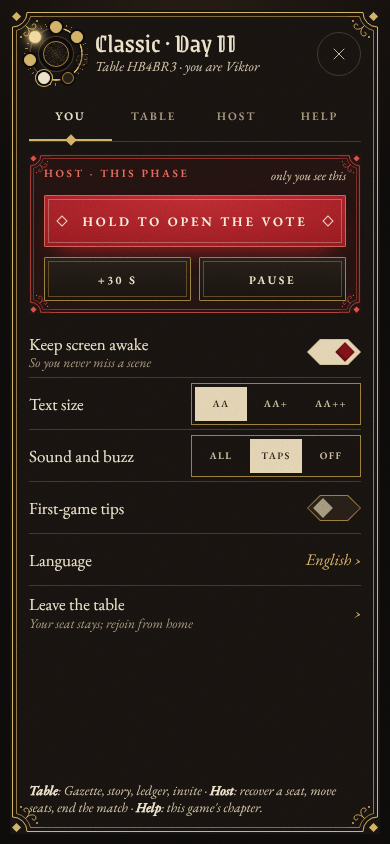 Classic · Day II
Table HB4BR3 · you are Viktor
YOU
TABLE
HOST
HELP
HOST · THIS PHASE
only you see this
HOLD TO OPEN THE VOTE
+30 S
PAUSE
Keep screen awake
So you never miss a scene
Text size
AA
AA+
AA++
Sound and buzz
ALL
TAPS
OFF
First-game tips
Language
English ›
Leave the table
Your seat stays; rejoin from home
›
Table: Gazette, story, ledger, invite · Host: recover a seat, move
seats, end the match · Help: this game's chapter.